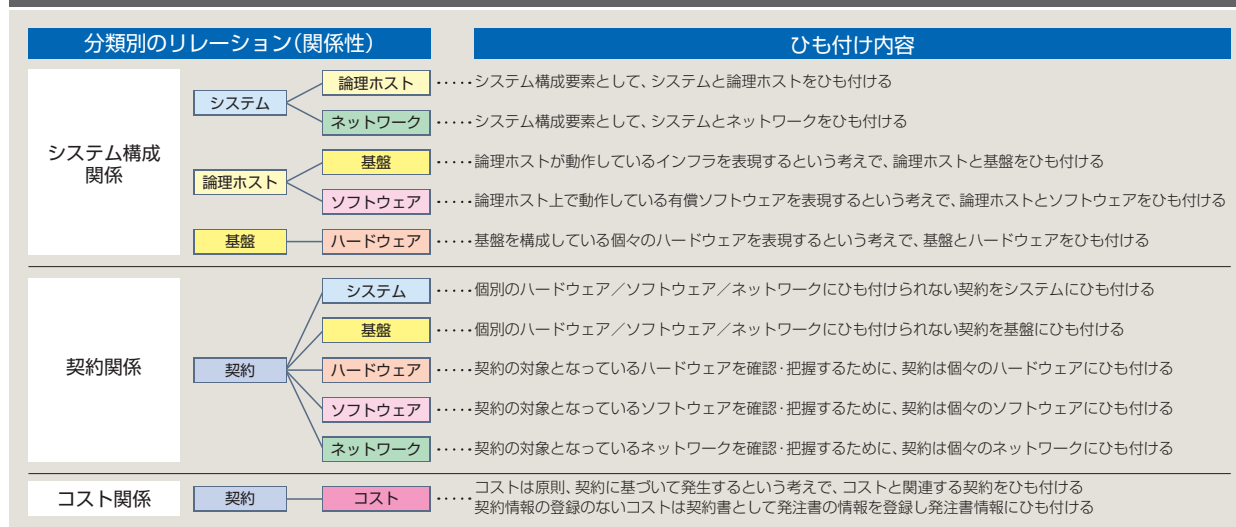 分類別のリレーション(関係性)
ひも付け内容
システム構成
関係
システム
論理ホスト
・・・・・システム構成要素として、システムと論理ホストをひも付ける
ネットワーク
・・・・・システム構成要素として、システムとネットワークをひも付ける
論理ホスト
基盤
・・・・・論理ホストが動作しているインフラを表現するという考えで、論理ホストと基盤をひも付ける
ソフトウェア
・・・・・論理ホスト上で動作している有償ソフトウェアを表現するという考えで、論理ホストとソフトウェアをひも付ける
基盤
ハードウェア
・・・・・基盤を構成している個々のハードウェアを表現するという考えで、基盤とハードウェアをひも付ける
契約関係
契約
システム
・・・・・個別のハードウェア／ソフトウェア／ネットワークにひも付けられない契約をシステムにひも付ける
基盤
・・・・・個別のハードウェア／ソフトウェア／ネットワークにひも付けられない契約を基盤にひも付ける
ハードウェア
・・・・・契約の対象となっているハードウェアを確認・把握するために、契約は個々のハードウェアにひも付ける
ソフトウェア
・・・・・契約の対象となっているソフトウェアを確認・把握するために、契約は個々のソフトウェアにひも付ける
ネットワーク
・・・・・契約の対象となっているネットワークを確認・把握するために、契約は個々のネットワークにひも付ける
コスト関係
契約
コスト
・・・・・コストは原則、契約に基づいて発生するという考えで、コストと関連する契約をひも付ける
契約情報の登録のないコストは契約書として発注書の情報を登録し発注書情報にひも付ける